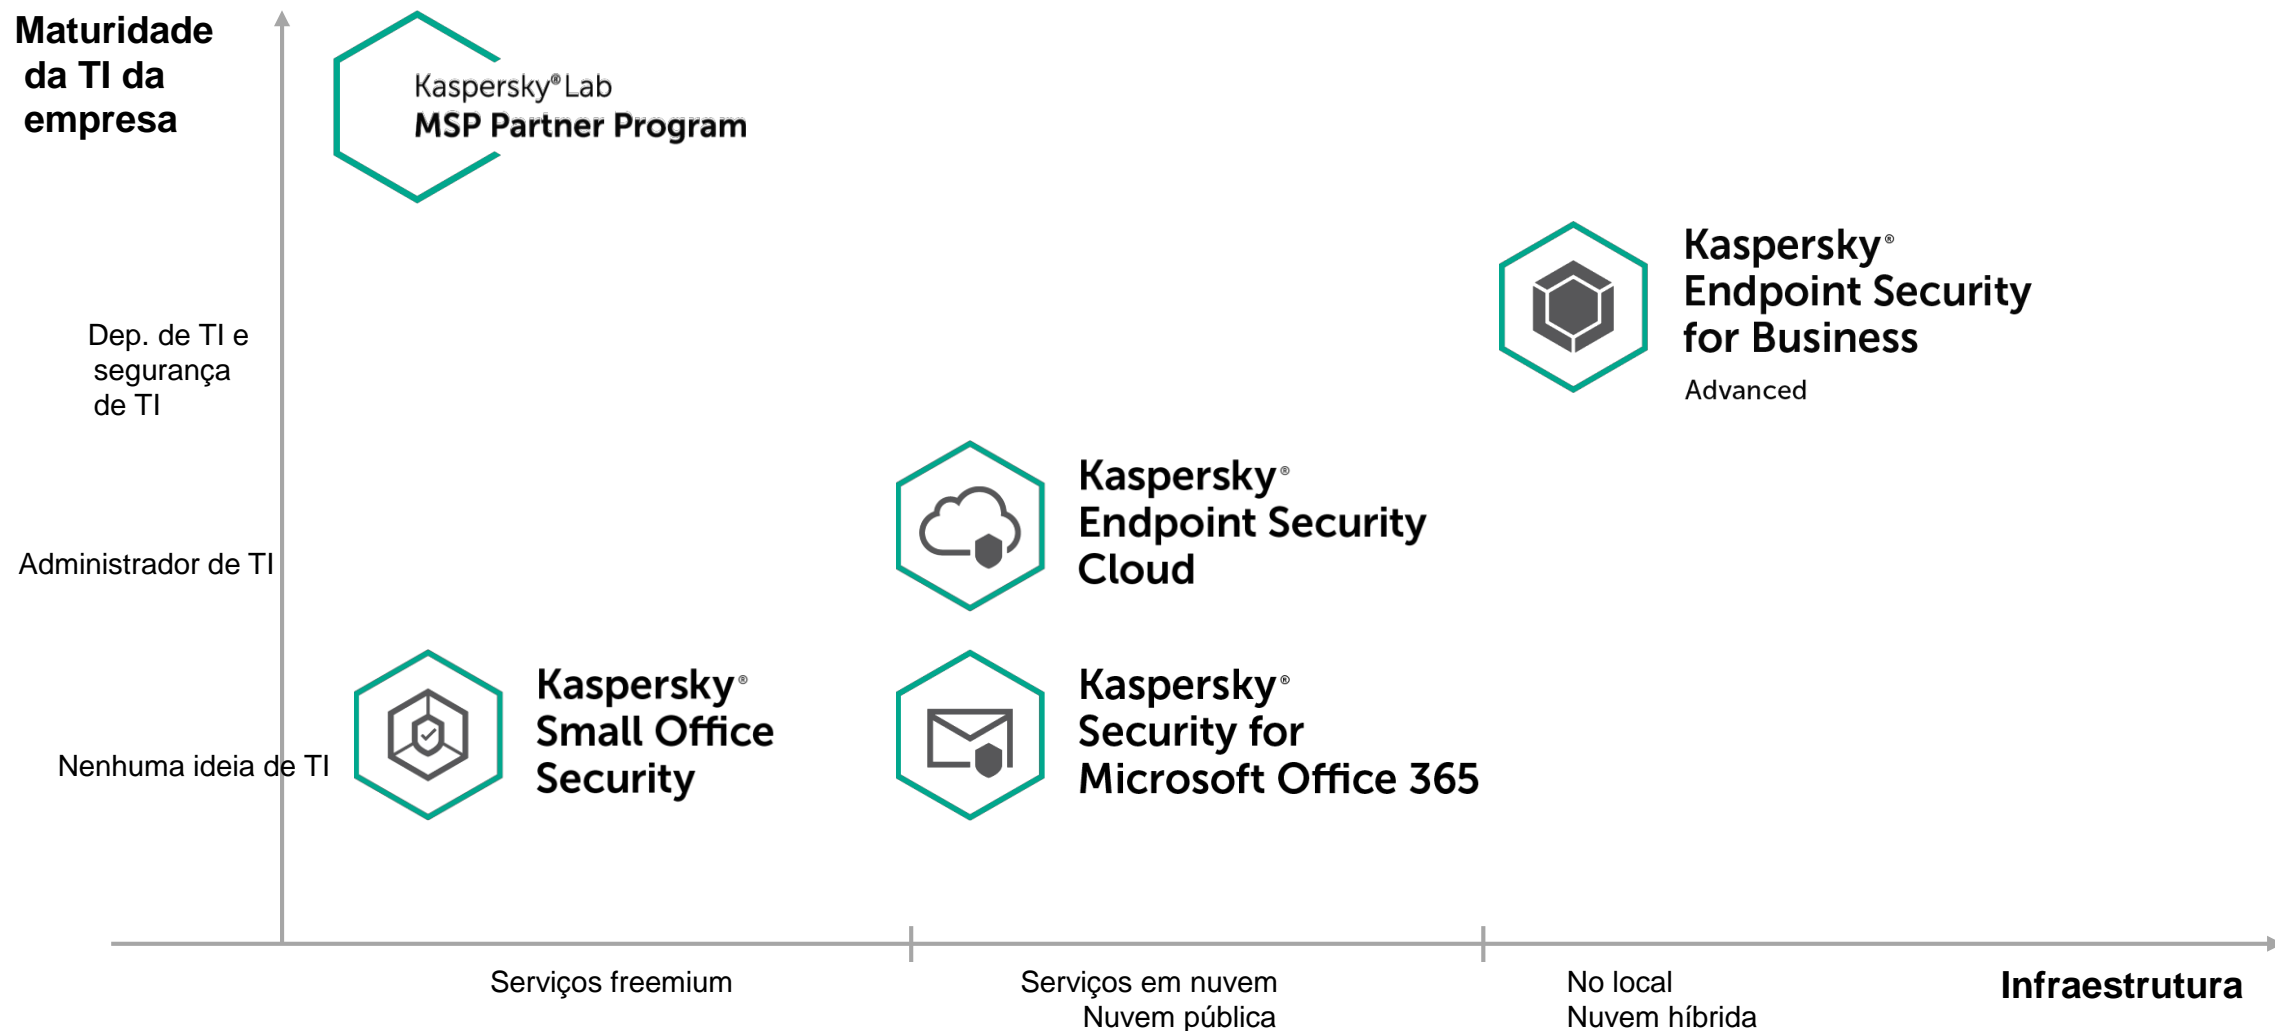 Maturidade
da TI da
empresa
Kaspersky® Lab
MSP Partner Program
Kaspersky®
Endpoint Security
for Business
Advanced
Dep. de TI e
segurança
de TI
Kaspersky®
Endpoint Security
Cloud
Administrador de TI
Kaspersky®
Small Office
Security
Kaspersky®
Security for
Microsoft Office 365
Nenhuma ideia de TI
Serviços freemium
Serviços em nuvem
Nuvem pública
No local
Nuvem híbrida
Infraestrutura